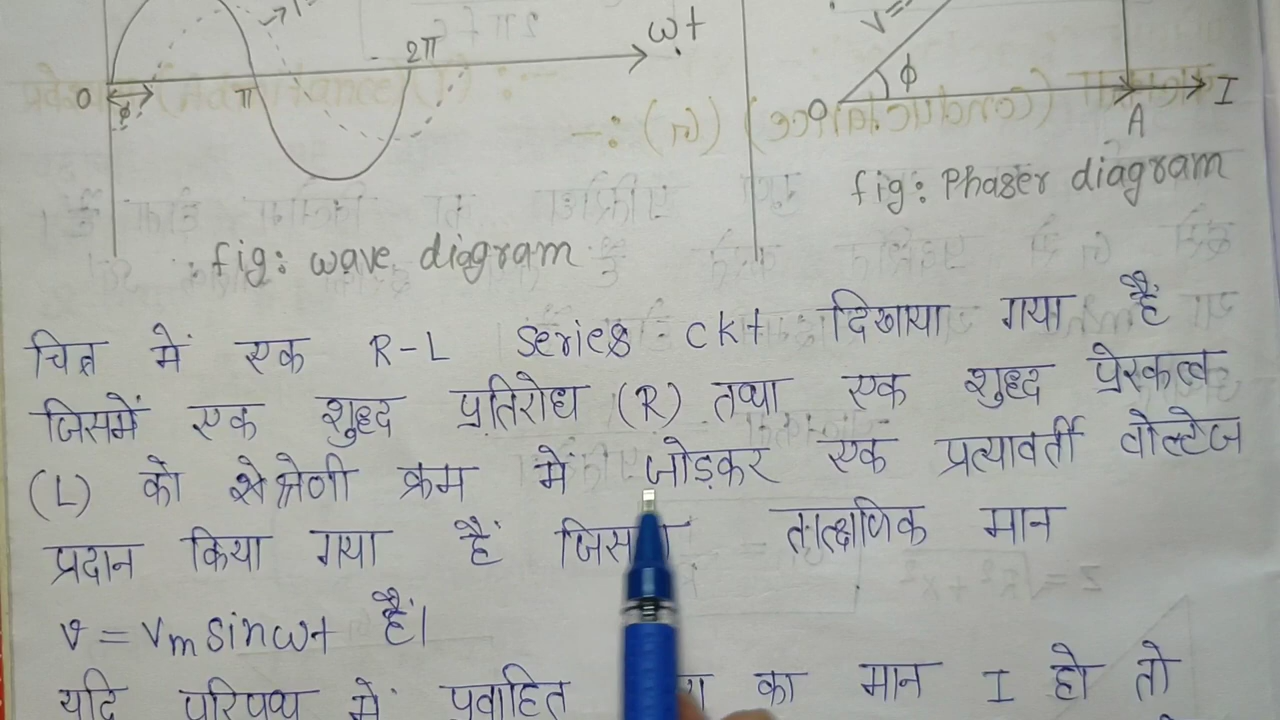 ωt
2π
0
π
φ
V=
φ
O
I
A
fig: Phaser diagram
fig: wave diagram
चित्र में एक R-L Series ckt दिखाया गया हैं
जिसमें एक शुद्द प्रतिरोध (R) तथा एक शुद्द प्रेरकत्व
(L) को श्रेणी क्रम में जोड़कर एक प्रत्यावर्ती वोल्टेज
प्रदान किया गया हैं तात्क्षणिक मान
v = Vm sinωt हैं।
यदि परिपथ में प्रवाहित का मान I हो तो